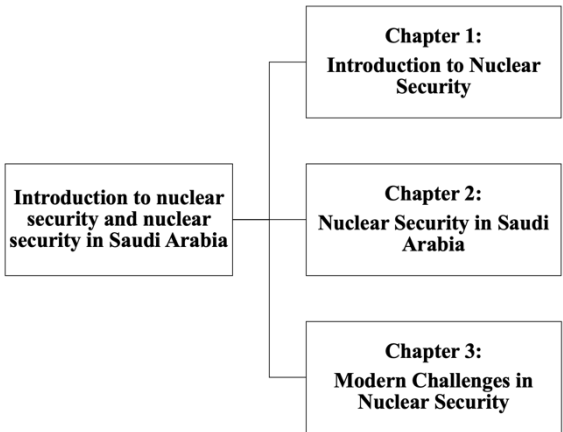 Chapter 1:
Introduction to Nuclear
Security
Introduction to nuclear
security and nuclear
security in Saudi Arabia
Chapter 2:
Nuclear Security in Saudi
Arabia
Chapter 3:
Modern Challenges in
Nuclear Security